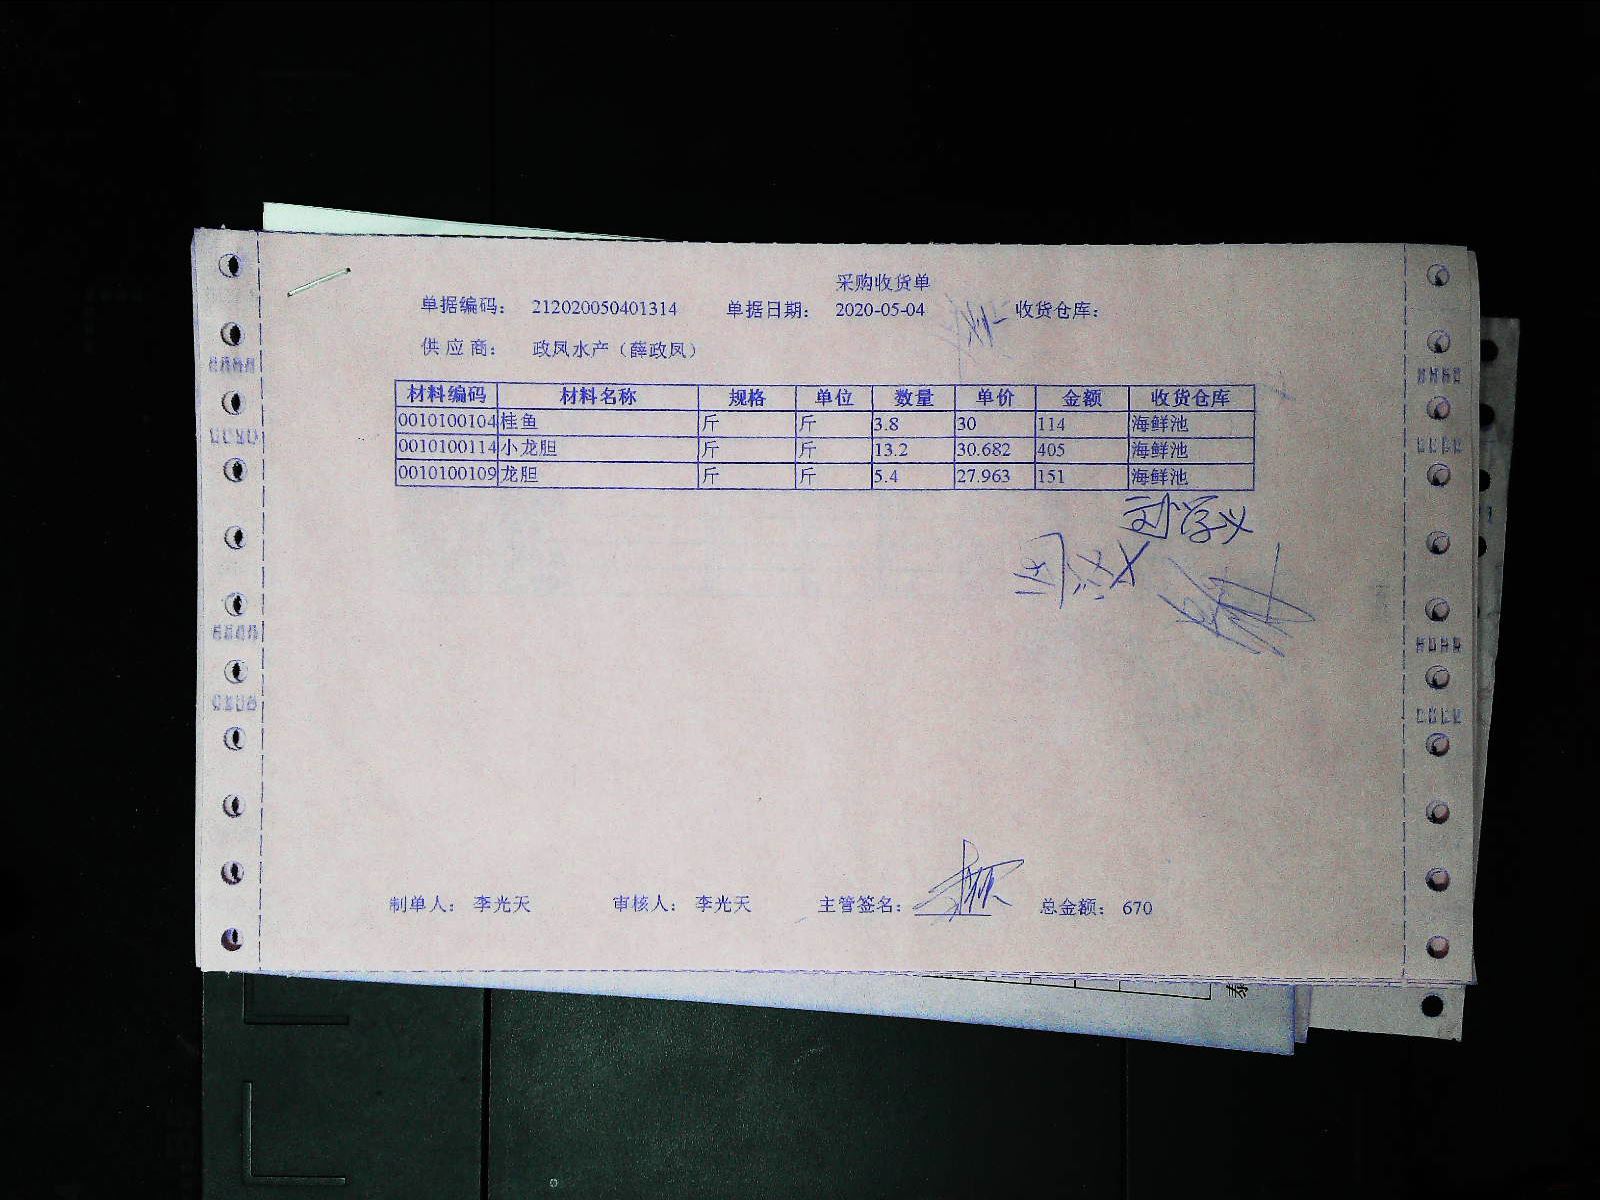 采购收货单
单据编码： 212020050401314 单据日期： 2020-05-04 收货仓库：
供 应 商： 政凤水产（薛政凤）
材料编码 材料名称 规格 单位 数量 单价 金额 收货仓库
0010100104 桂鱼 斤 斤 3.8 30 114 海鲜池
0010100114 小龙胆 斤 斤 13.2 30.682 405 海鲜池
0010100109 龙胆 斤 斤 5.4 27.963 151 海鲜池
刘学义
制单人： 李光天 审核人： 李光天 主管签名： 总金额： 670